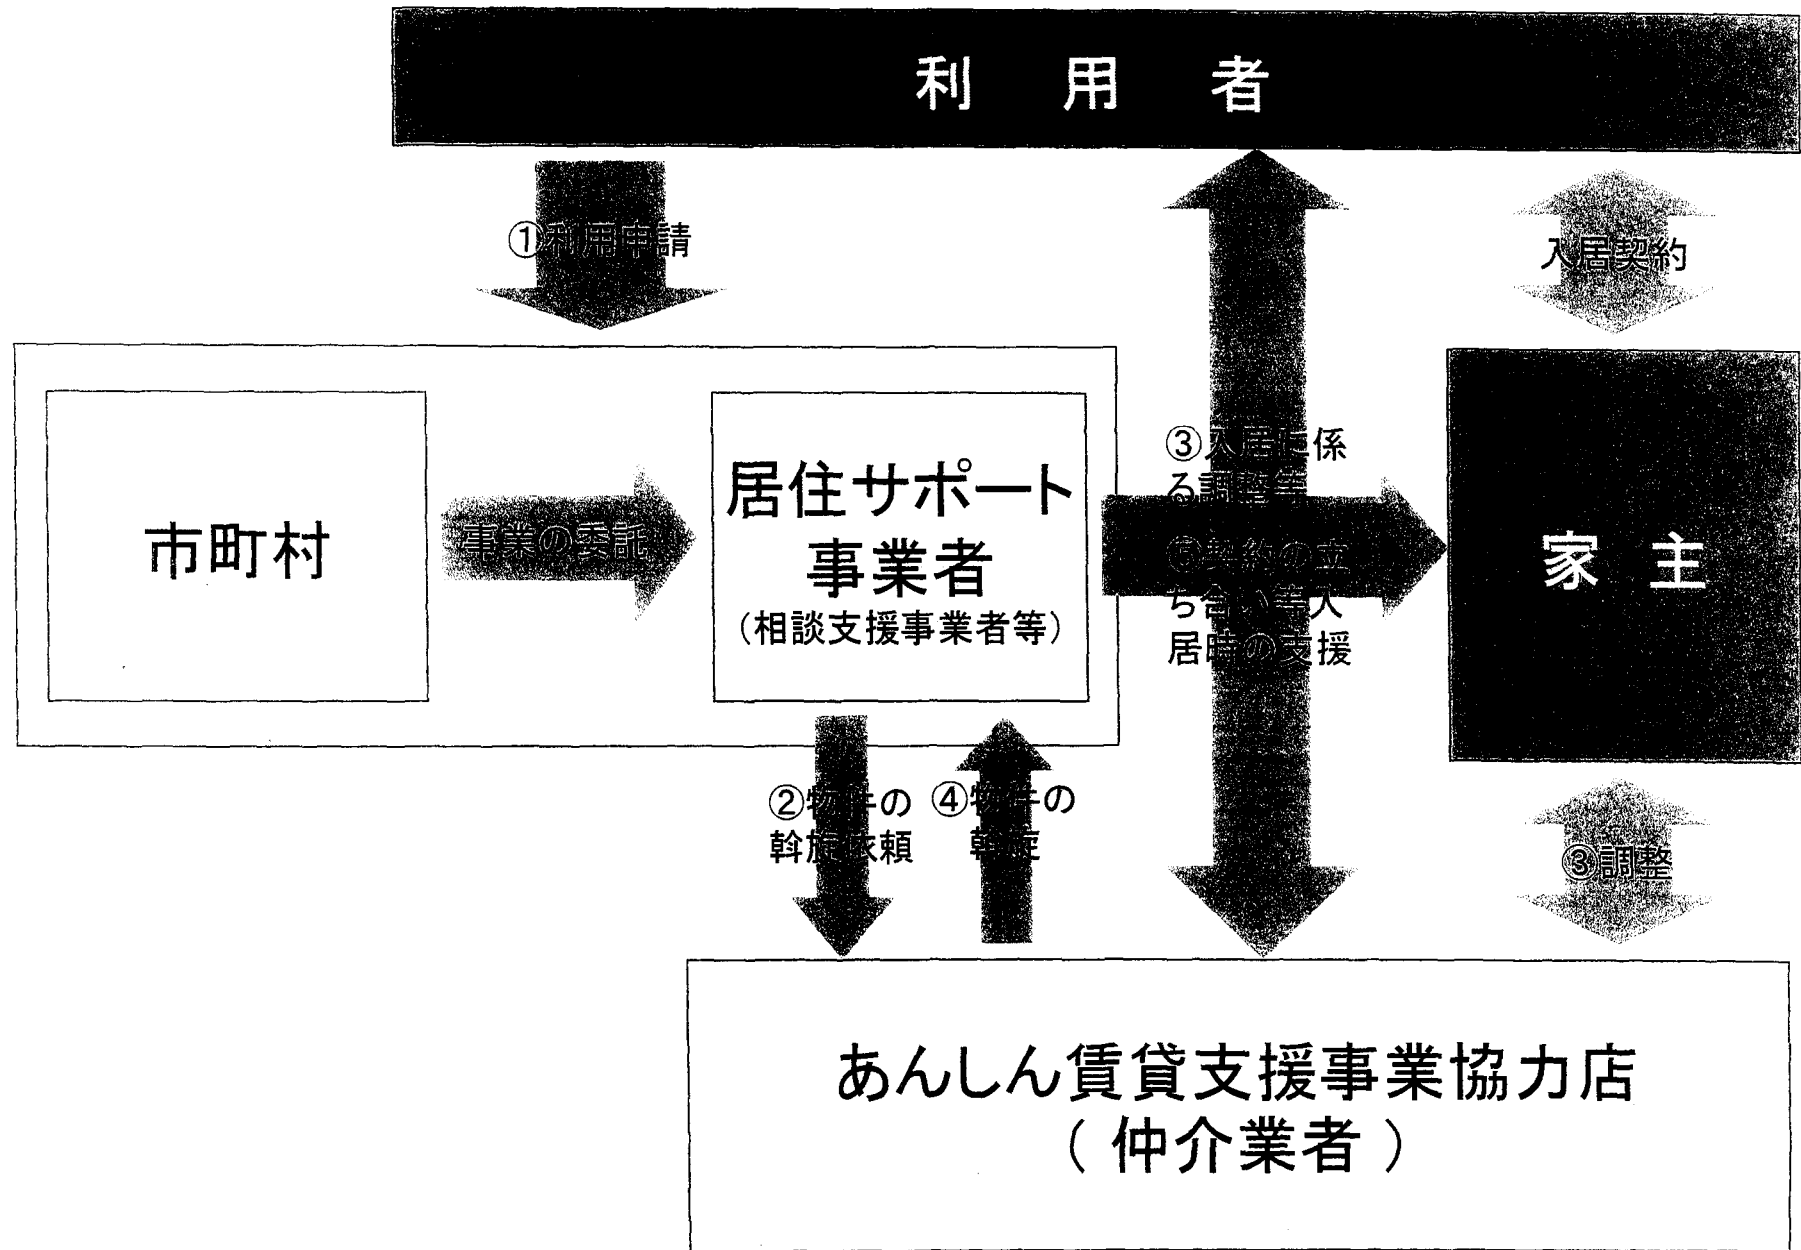 利用者
①利用申請
入居契約
市町村
事業の委託
居住サポート
事業者
（相談支援事業者等）
③入居に係
る調整等
⑤契約の立
ち合い等入
居時の支援
家主
②物件の
斡旋依頼
④物件の
斡旋
③調整
あんしん賃貸支援事業協力店
（仲介業者）